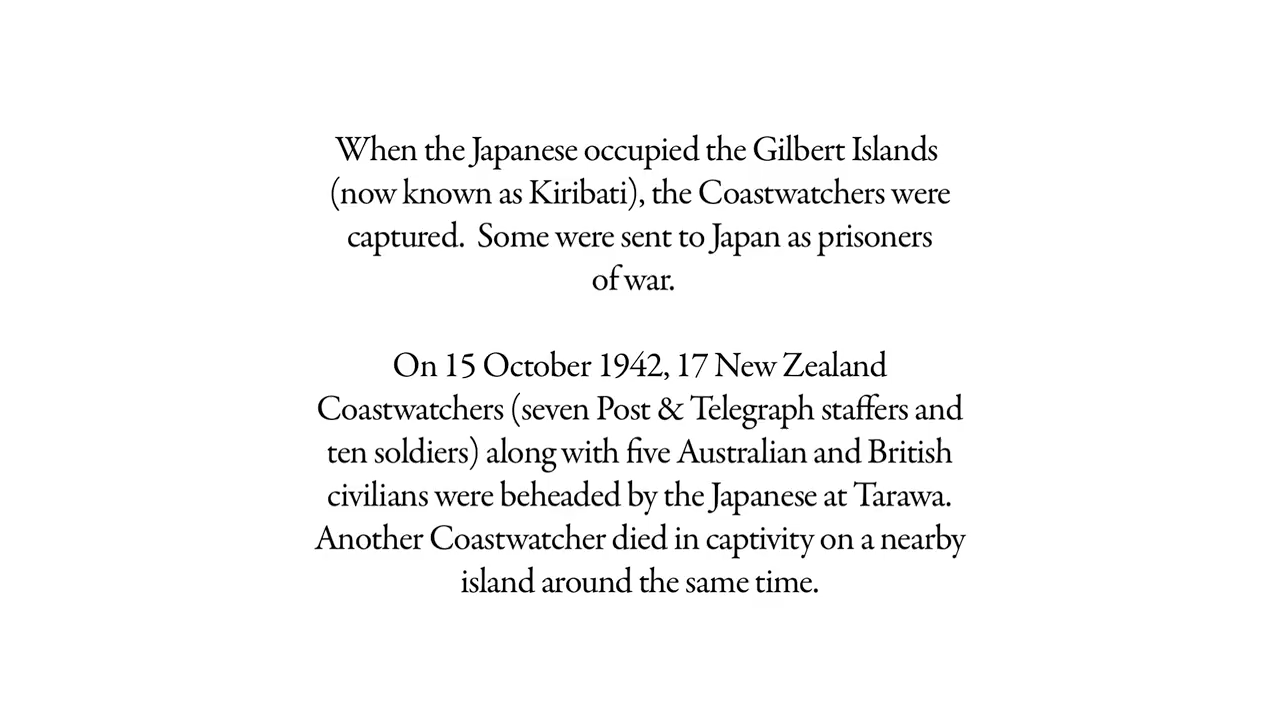 When the Japanese occupied the Gilbert Islands
(now known as Kiribati), the Coastwatchers were
captured.  Some were sent to Japan as prisoners
of war.
On 15 October 1942, 17 New Zealand
Coastwatchers (seven Post & Telegraph staffers and
ten soldiers) along with five Australian and British
civilians were beheaded by the Japanese at Tarawa.
Another Coastwatcher died in captivity on a nearby
island around the same time.